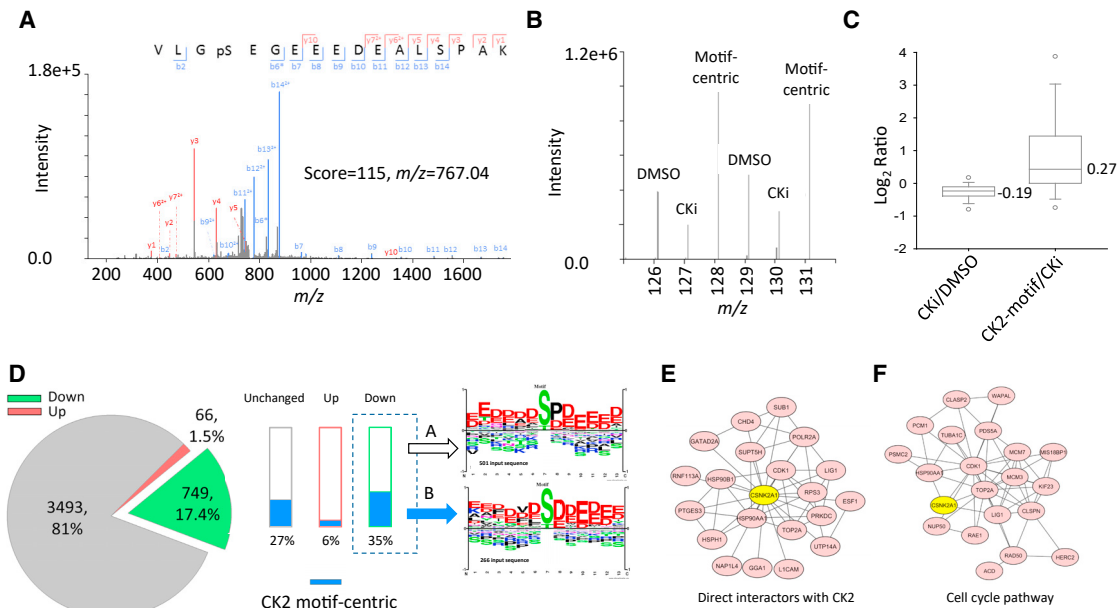 A
V L G pS E G E E E D E A L S P A K
y10 y7²⁺ y6²⁺ y5 y4 y3 y2 y1
b2 b6* b7 b8 b9 b10 b11 b12 b13 b14
1.8e+5
0.0
Intensity
Score=115, m/z=767.04
b14²⁺
b13²⁺
b12²⁺
b11²⁺
y3
y4
y5
b6*
y6²⁺
y7²⁺
y2
b9²⁺
y1
b2
b10²⁺
b7
b8
b9
y10
b10
b11
b12
b13
b14
200 400 600 800 1000 1200 1400 1600
m/z
B
1.2e+6
0.0
Intensity
Motif-
centric
Motif-
centric
DMSO
DMSO
CKi
CKi
126 127 128 129 130 131
m/z
C
Log₂ Ratio
4
3
2
1
0
-1
-2
-0.19
0.27
CKi/DMSO
CK2-motif/CKi
D
Down
Up
66,
1.5%
749,
17.4%
3493,
81%
Unchanged Up Down
27% 6% 35%
CK2 motif-centric
A
B
Motif
501 input sequence
Motif
266 input sequence
E
SUB1
CHD4
POLR2A
GATAD2A
SUPT5H
CDK1
LIG1
RNF113A
HSP90B1
CSNK2A1
RPS3
ESF1
PTGES3
HSP90AA1
PRKDC
TOP2A
HSPH1
UTP14A
NAP1L4
GGA1
L1CAM
Direct interactors with CK2
F
CLASP2
WAPAL
PCM1
TUBA1C
PDS5A
PSMC2
MCM7
MIS18BP1
HSP90AA1
CDK1
MCM3
KIF23
TOP2A
CSNK2A1
LIG1
CLSPN
NUP50
RAE1
RAD50
HERC2
ACD
Cell cycle pathway